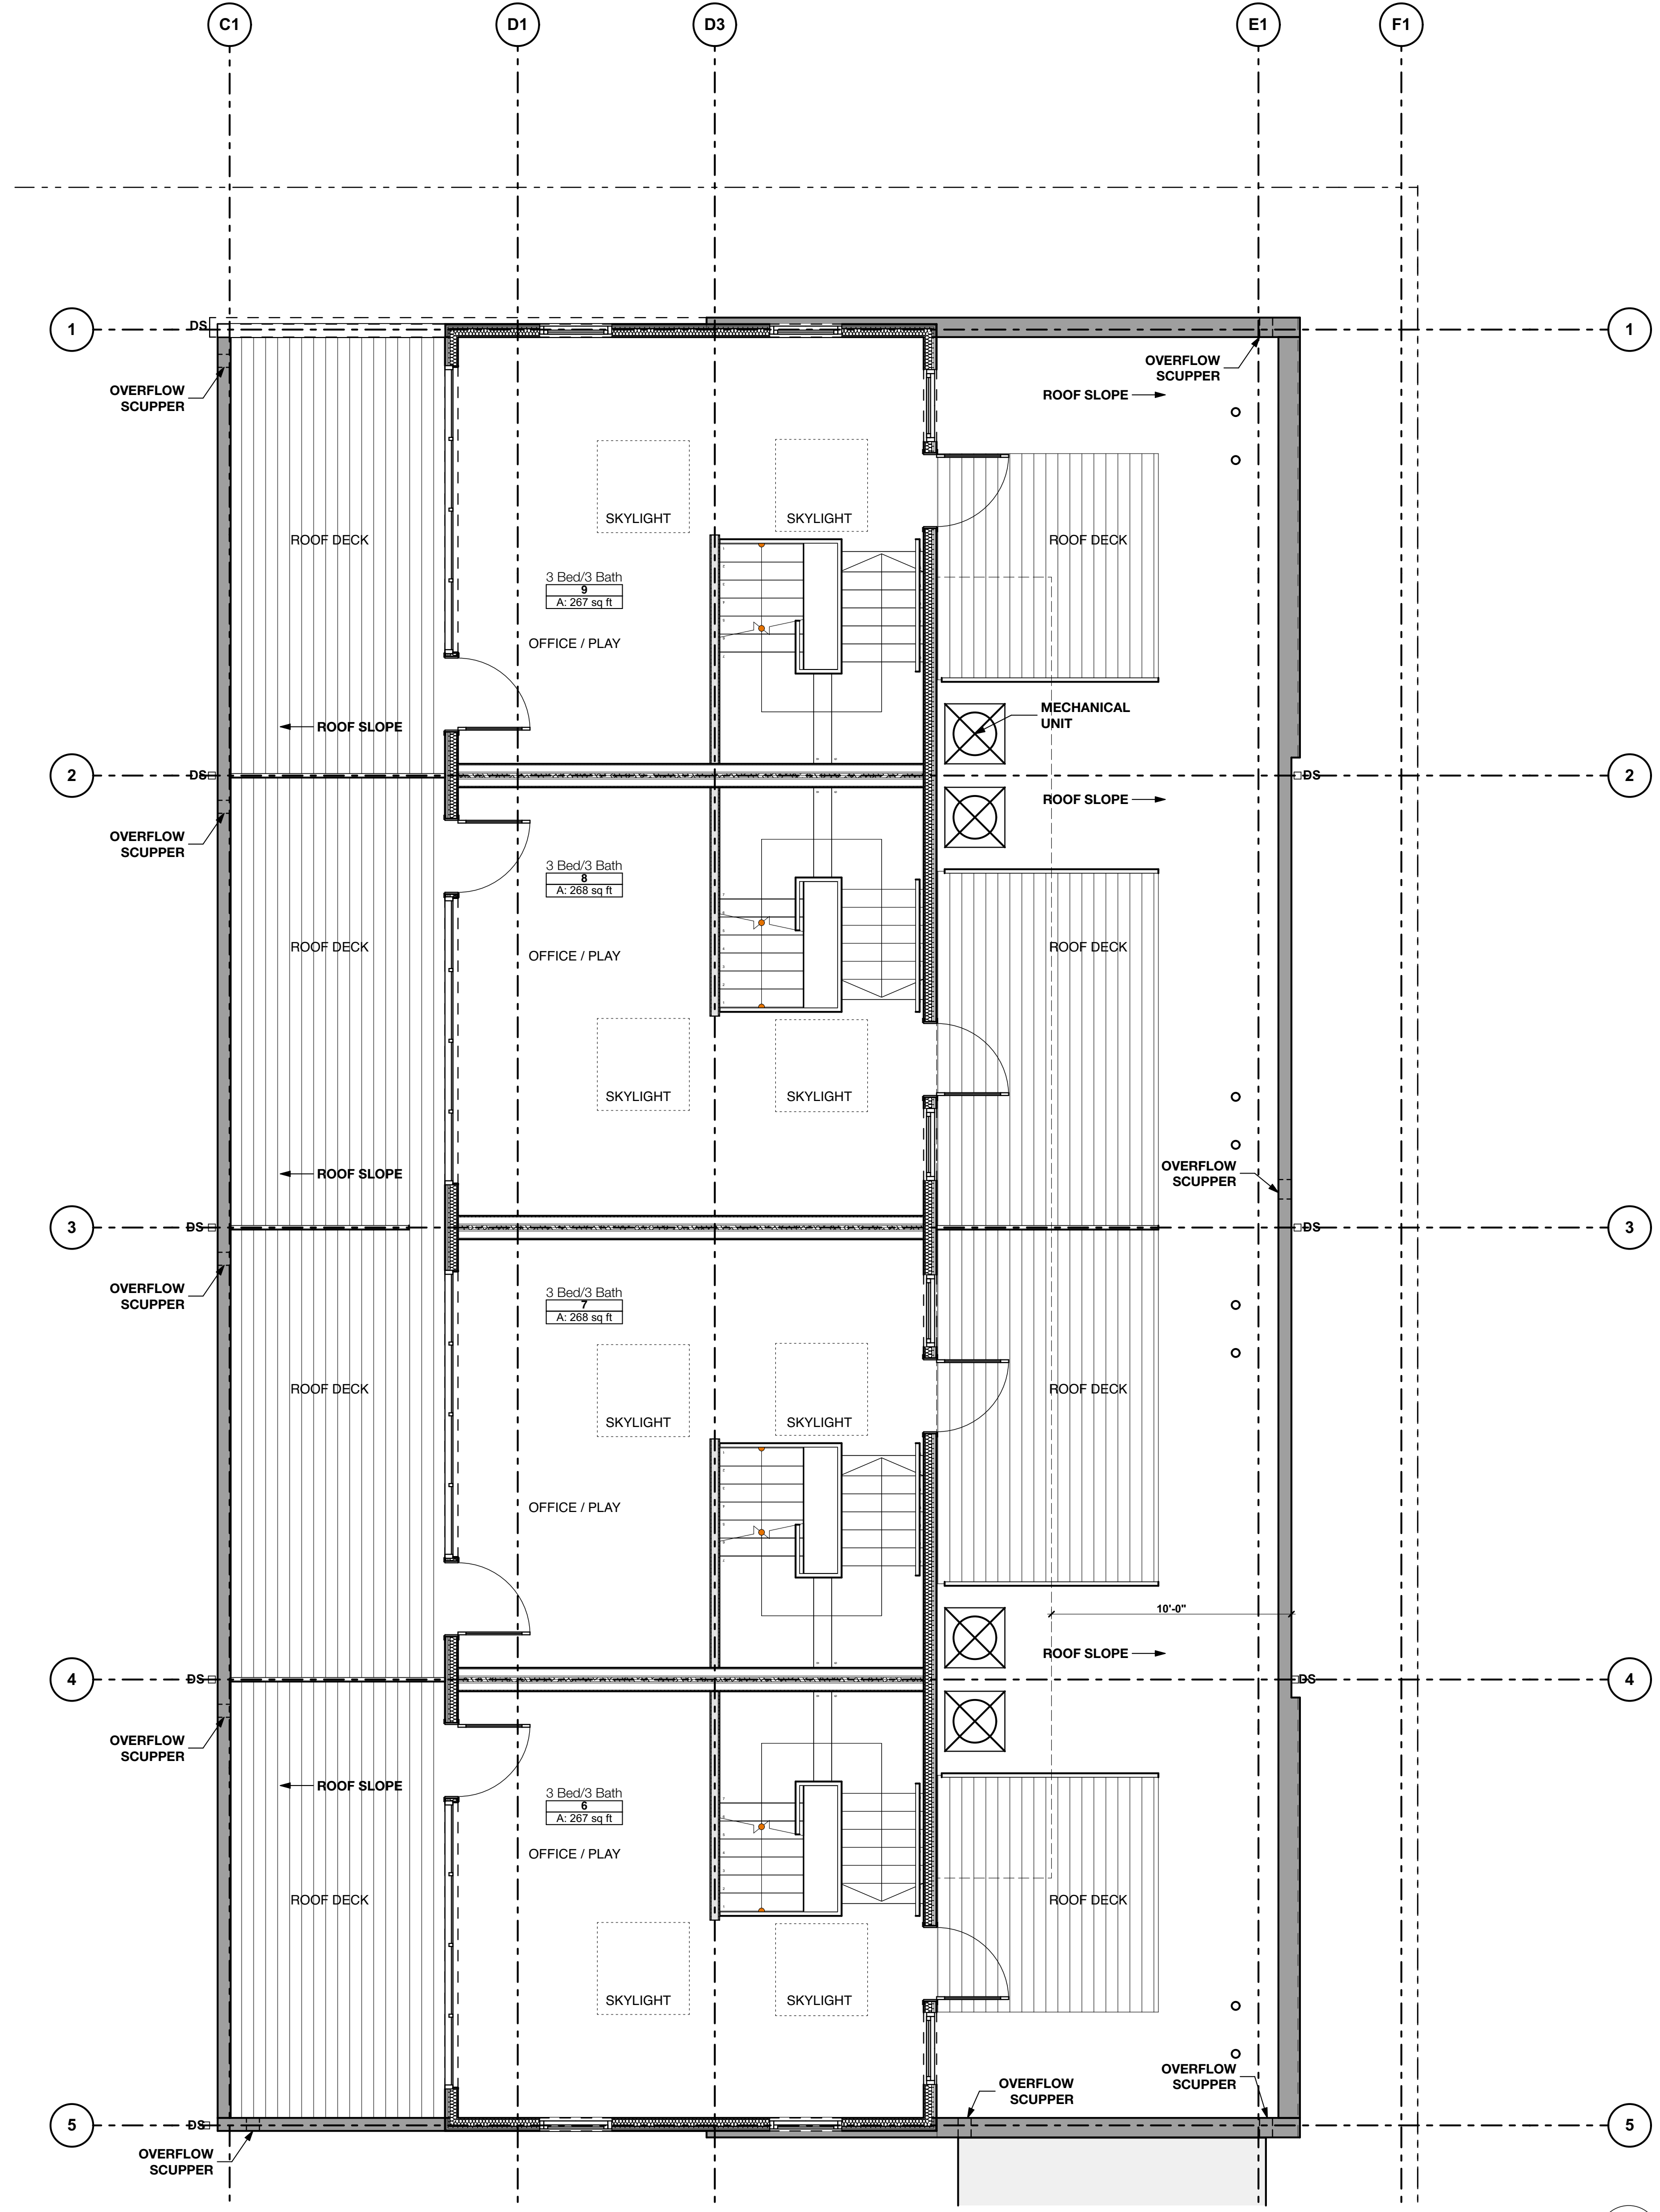 C1
D1
D3
E1
F1
1
DS
1
OVERFLOW
SCUPPER
OVERFLOW
SCUPPER
ROOF SLOPE
SKYLIGHT
SKYLIGHT
ROOF DECK
ROOF DECK
3 Bed/3 Bath
9
A: 267 sq ft
OFFICE / PLAY
ROOF SLOPE
MECHANICAL
UNIT
2
DS
DS
2
ROOF SLOPE
OVERFLOW
SCUPPER
3 Bed/3 Bath
8
A: 268 sq ft
ROOF DECK
OFFICE / PLAY
ROOF DECK
SKYLIGHT
SKYLIGHT
ROOF SLOPE
OVERFLOW
SCUPPER
3
DS
DS
3
OVERFLOW
SCUPPER
3 Bed/3 Bath
7
A: 268 sq ft
ROOF DECK
ROOF DECK
SKYLIGHT
SKYLIGHT
OFFICE / PLAY
10'-0"
ROOF SLOPE
4
DS
DS
4
OVERFLOW
SCUPPER
ROOF SLOPE
3 Bed/3 Bath
6
A: 267 sq ft
OFFICE / PLAY
ROOF DECK
ROOF DECK
SKYLIGHT
SKYLIGHT
OVERFLOW
SCUPPER
OVERFLOW
SCUPPER
5
DS
5
OVERFLOW
SCUPPER